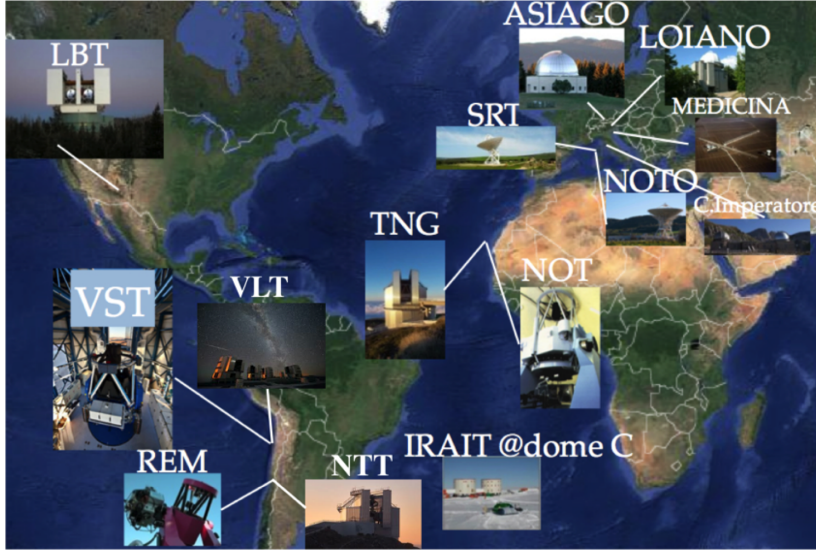 ASIAGO
LBT
LOIANO
MEDICINA
SRT
NOTO
C.Imperatore
TNG
NOT
VST
VLT
IRAIT @dome C
REM
NTT